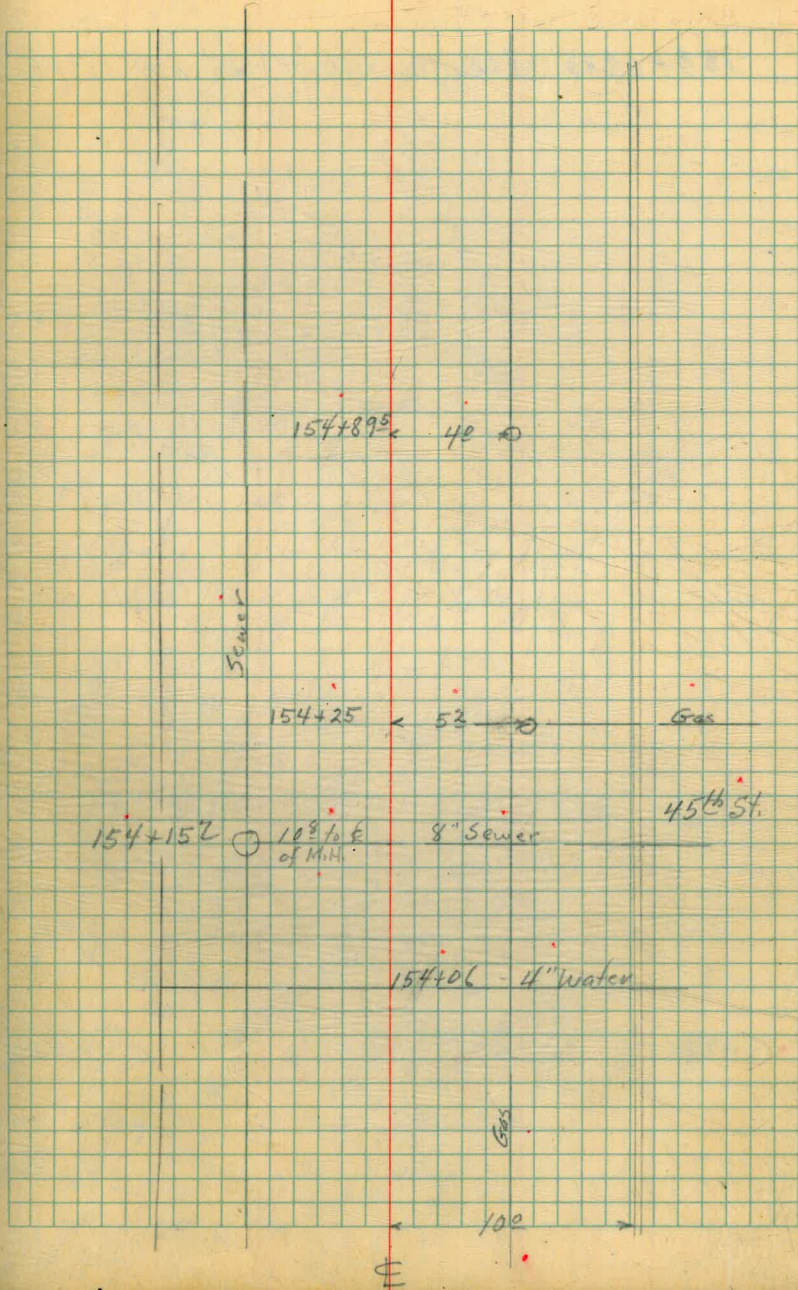 154+89⁵ 4⁰
Sewer
154+25 5² Gas
45th St.
154+15² 10⁸ to ℄ 8" Sewer
of M.H.
154+06 - 4" Water
Gas
10⁰
℄